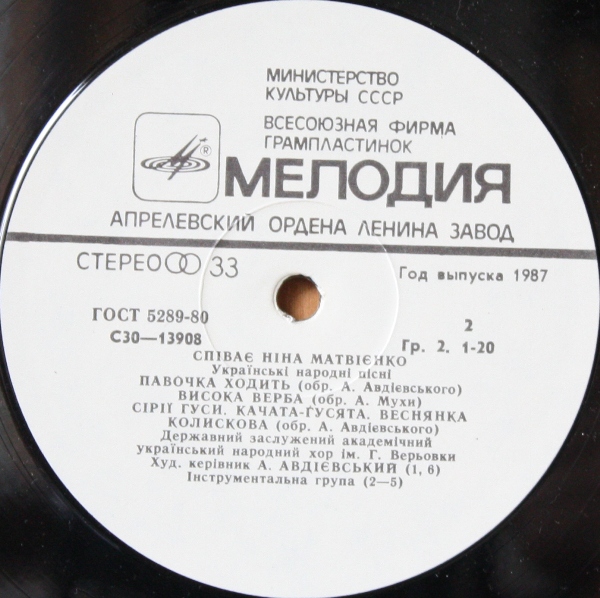 МИНИСТЕРСТВО
КУЛЬТУРЫ СССР
ВСЕСОЮЗНАЯ ФИРМА
ГРАМПЛАСТИНОК
®
МЕЛОДИЯ
АПРЕЛЕВСКИЙ ОРДЕНА ЛЕНИНА ЗАВОД
СТЕРЕО 33
Год выпуска 1987
ГОСТ 5289-80
С30—13908
2
Гр. 2. 1-20
СПІВАЄ НІНА МАТВІЄНКО
Українські народні пісні
ПАВОЧКА ХОДИТЬ (обр. А. Авдієвського)
ВИСОКА ВЕРБА (обр. А. Мухи)
СІРІЇ ГУСИ. КАЧАТА-ГУСЯТА. ВЕСНЯНКА
КОЛИСКОВА (обр. А. Авдієвського)
Державний заслужений академічний
український народний хор ім. Г. Верьовки
Худ. керівник А. АВДІЄВСЬКИЙ (1, 6)
Інструментальна група (2—5)